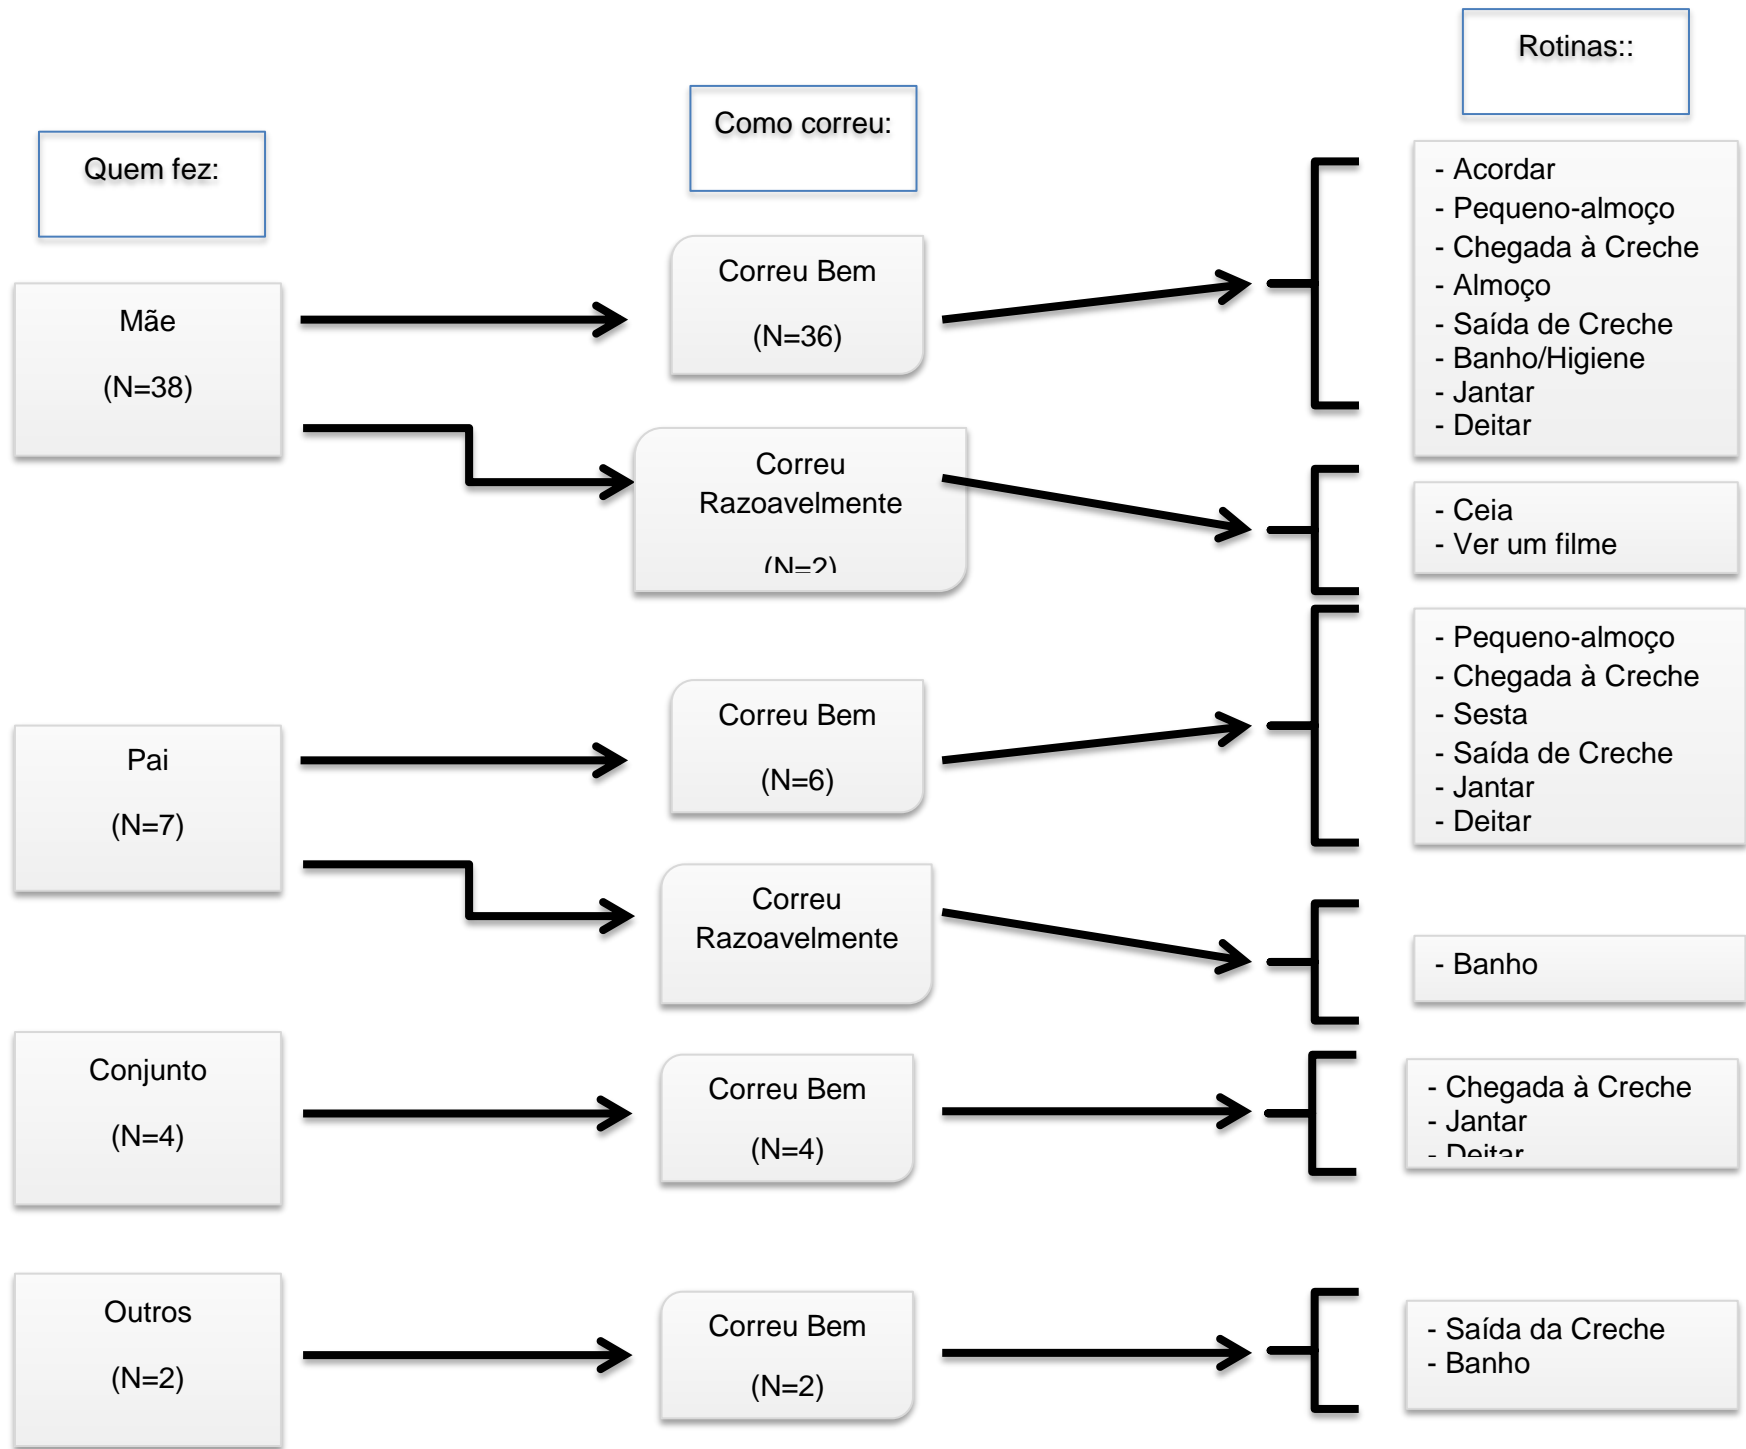 Quem fez:
Como correu:
Rotinas::
Mãe
(N=38)
Correu Bem
(N=36)
- Acordar
- Pequeno-almoço
- Chegada à Creche
- Almoço
- Saída de Creche
- Banho/Higiene
- Jantar
- Deitar
Correu
Razoavelmente
(N=2)
- Ceia
- Ver um filme
Pai
(N=7)
Correu Bem
(N=6)
- Pequeno-almoço
- Chegada à Creche
- Sesta
- Saída de Creche
- Jantar
- Deitar
Correu
Razoavelmente
- Banho
Conjunto
(N=4)
Correu Bem
(N=4)
- Chegada à Creche
- Jantar
- Deitar
Outros
(N=2)
Correu Bem
(N=2)
- Saída da Creche
- Banho